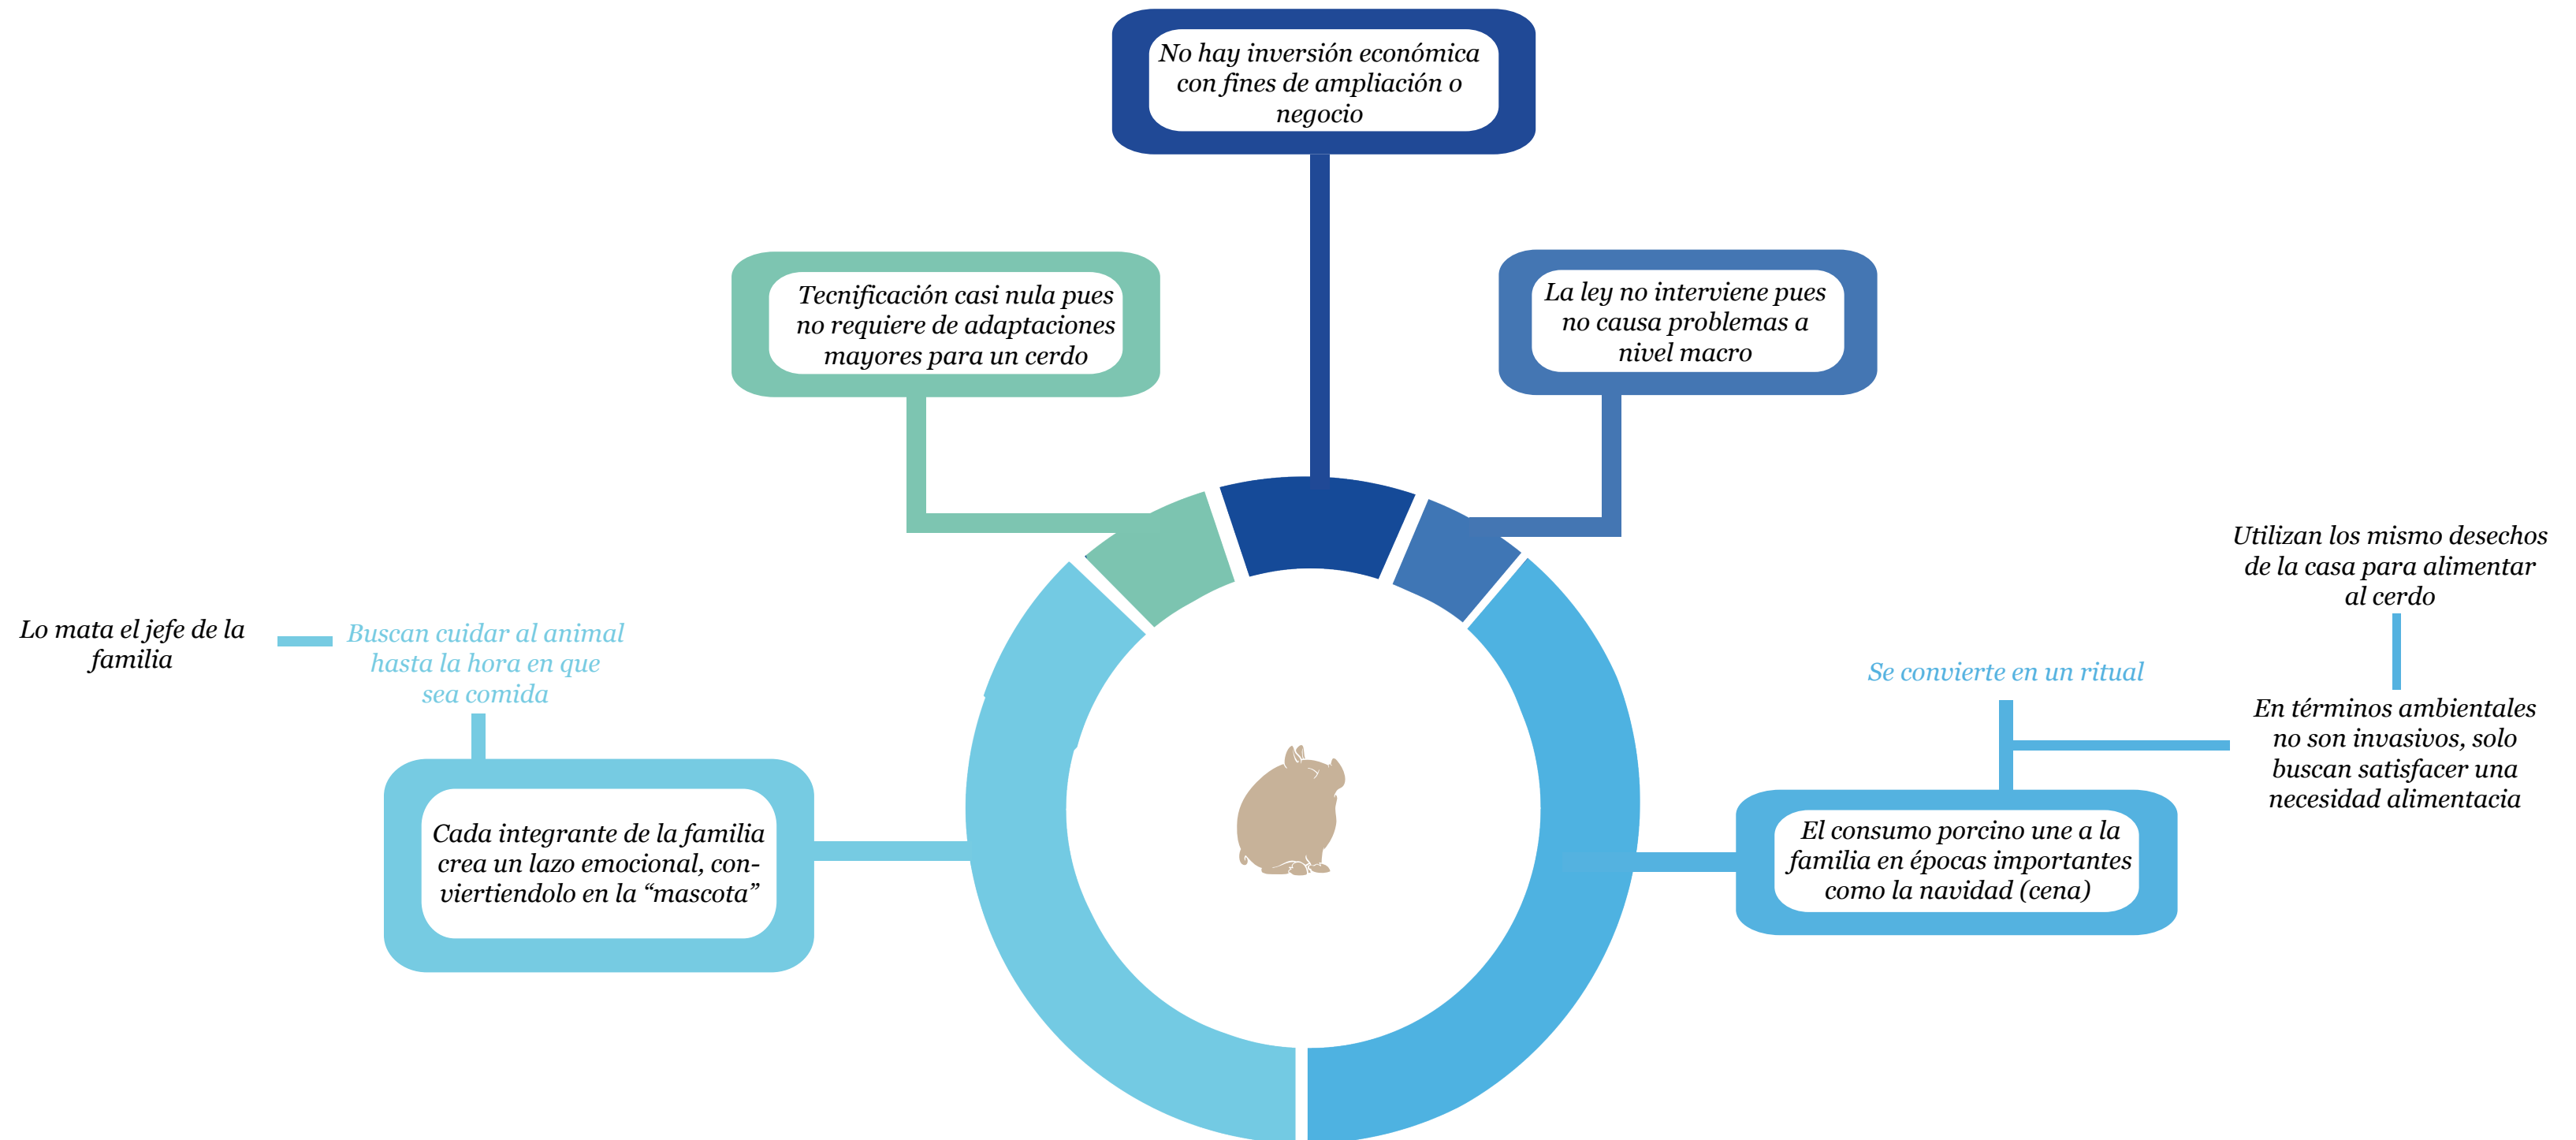 No hay inversión económica
con fines de ampliación o
negocio
Tecnificación casi nula pues
no requiere de adaptaciones
mayores para un cerdo
La ley no interviene pues
no causa problemas a
nivel macro
Lo mata el jefe de la
familia
Buscan cuidar al animal
hasta la hora en que
sea comida
Cada integrante de la familia
crea un lazo emocional, con-
viertiendolo en la “mascota”
Utilizan los mismo desechos
de la casa para alimentar
al cerdo
Se convierte en un ritual
En términos ambientales
no son invasivos, solo
buscan satisfacer una
necesidad alimentacia
El consumo porcino une a la
familia en épocas importantes
como la navidad (cena)